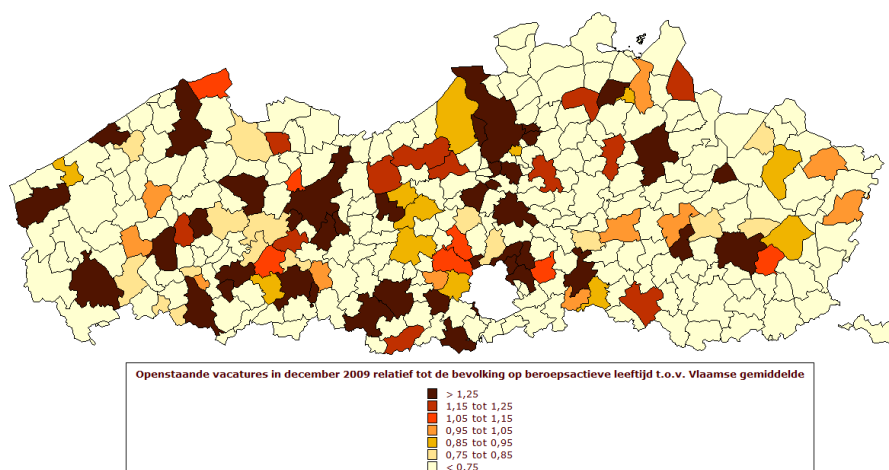 Openstaande vacatures in december 2009 relatief tot de bevolking op beroepsactieve leeftijd t.o.v. Vlaamse gemiddelde
> 1,25
1,15 tot 1,25
1,05 tot 1,15
0,95 tot 1,05
0,85 tot 0,95
0,75 tot 0,85
< 0,75